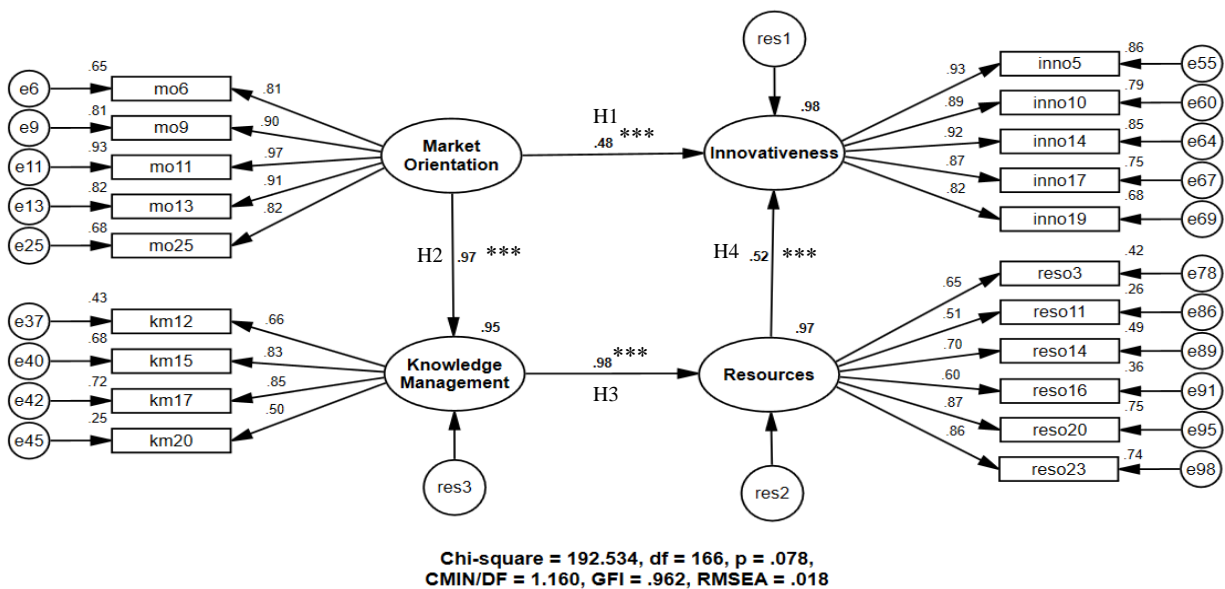 res1
.65
e6
mo6
.81
.81
e9
mo9
.90
.93
e11
mo11
.97
.82
e13
mo13
.91
.68
e25
mo25
.82
Market
Orientation
H1
.48 ***
.98
Innovativeness
.93
inno5
.86
e55
.89
inno10
.79
e60
.92
inno14
.85
e64
.87
inno17
.75
e67
.82
inno19
.68
e69
H2 .97 ***
H4 .52 ***
.43
e37
km12
.66
.68
e40
km15
.83
.72
e42
km17
.85
.25
e45
km20
.50
.95
Knowledge
Management
.98 ***
H3
.97
Resources
.65
reso3
.42
e78
.51
reso11
.26
e86
.70
reso14
.49
e89
.60
reso16
.36
e91
.87
reso20
.75
e95
.86
reso23
.74
e98
res3
res2
Chi-square = 192.534, df = 166, p = .078,
CMIN/DF = 1.160, GFI = .962, RMSEA = .018